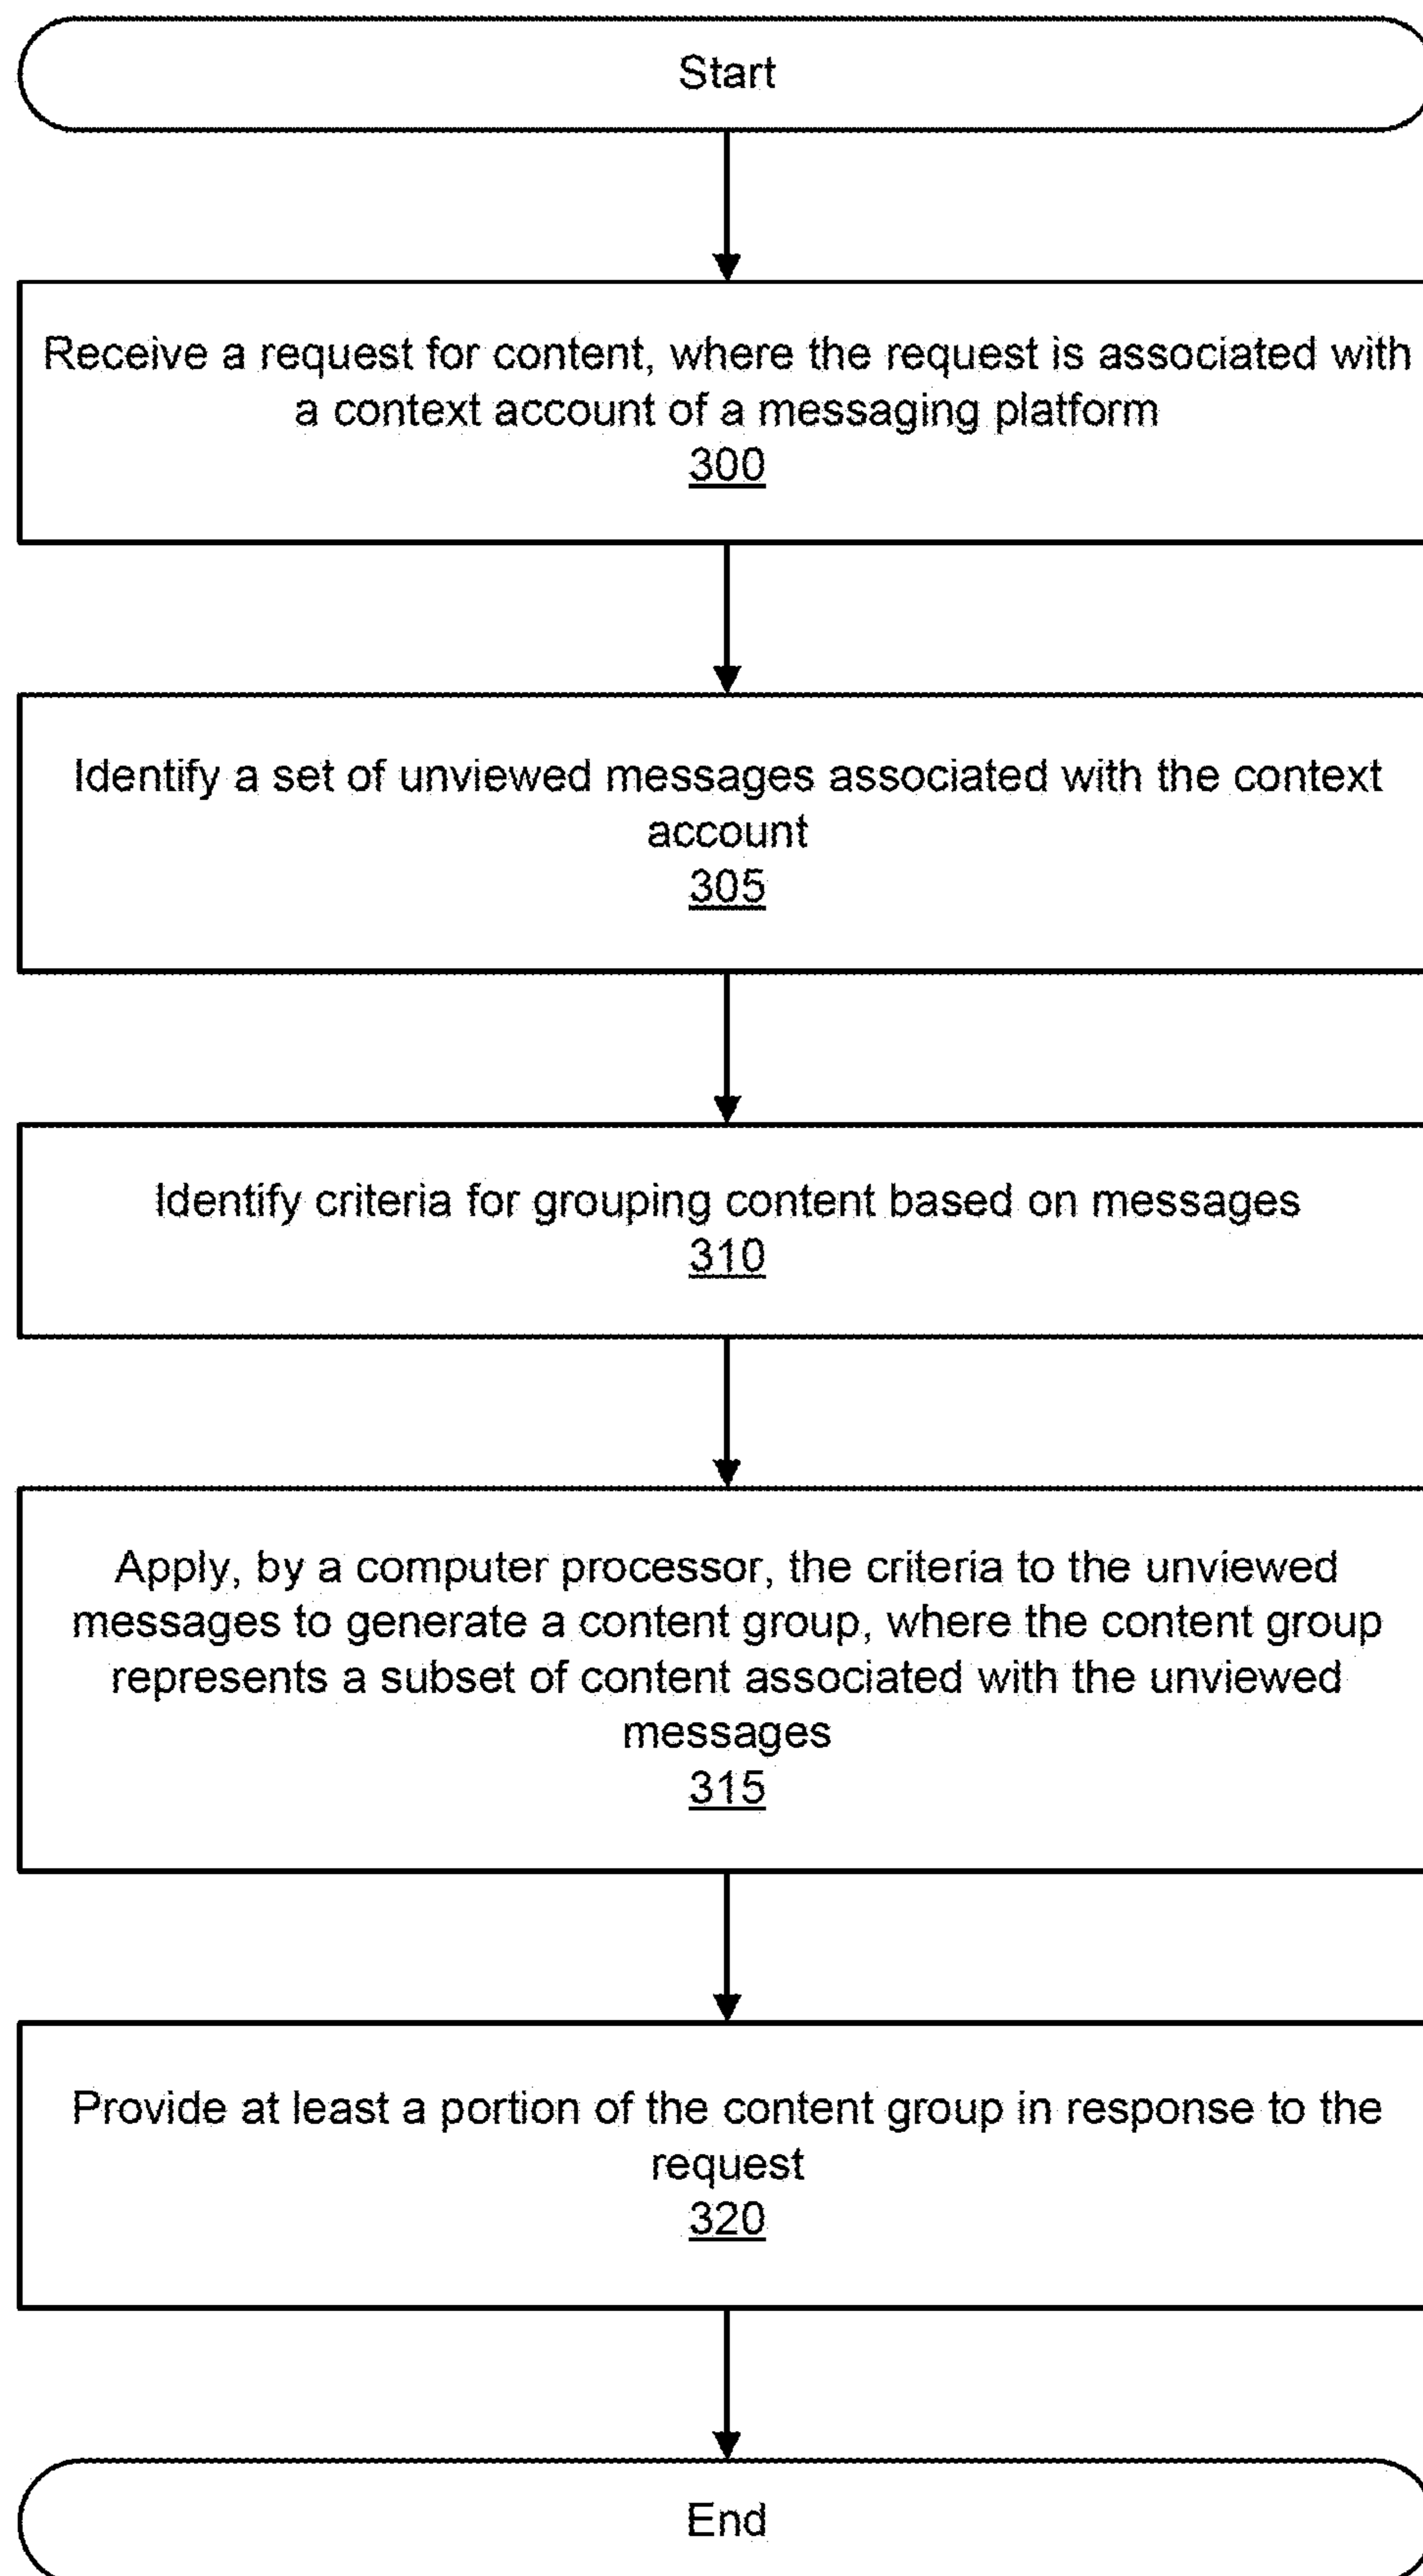 Start
Receive a request for content, where the request is associated with
a context account of a messaging platform
300
Identify a set of unviewed messages associated with the context
account
305
Identify criteria for grouping content based on messages
310
Apply, by a computer processor, the criteria to the unviewed
messages to generate a content group, where the content group
represents a subset of content associated with the unviewed
messages
315
Provide at least a portion of the content group in response to the
request
320
End